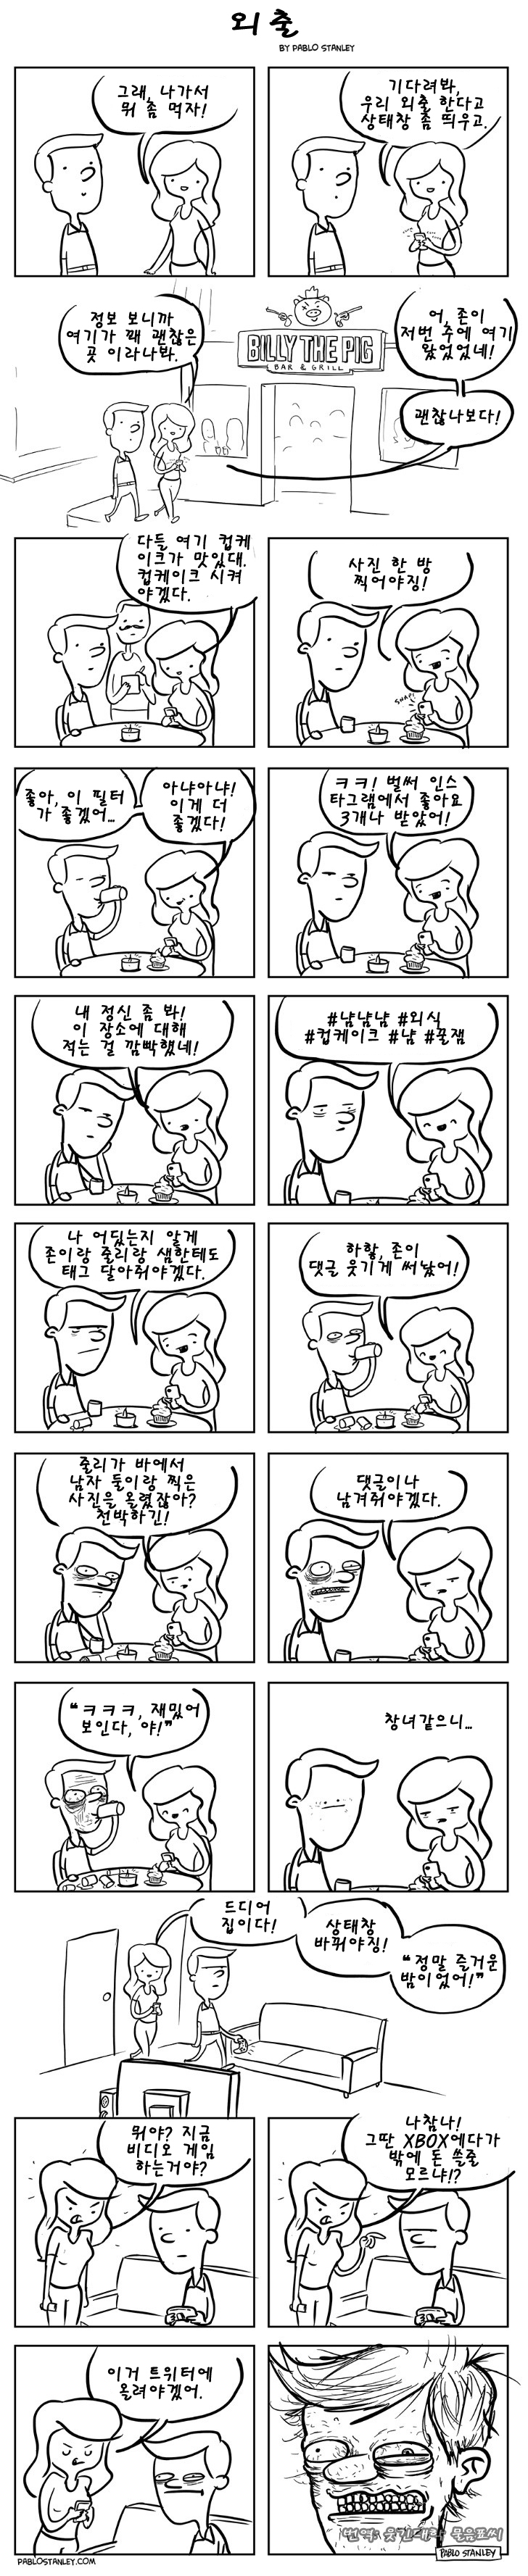 외출
BY PABLO STANLEY
그래, 나가서
뭐 좀 먹자!
기다려봐,
우리 외출 한다고
상태창 좀 띄우고.
정보 보니까
여기가 꽤 괜찮은
곳 이라나봐.
BILLY THE PIG
BAR & GRILL
어, 존이
저번 주에 여기
왔었었네!
괜찮나보다!
다들 여기 컵케
이크가 맛있대.
컵케이크 시켜
야겠다.
사진 한 방
찍어야징!
SNAP!
좋아, 이 필터
가 좋겠어...
아냐아냐!
이게 더
좋겠다!
ㅋㅋ! 벌써 인스
타그램에서 좋아요
3개나 받았어!
내 정신 좀 봐!
이 장소에 대해
적는 걸 깜빡했네!
#냠냠냠 #외식
#컵케이크 #냠 #꿀잼
나 어딨는지 알게
존이랑 줄리랑 샘한테도
태그 달아줘야겠다.
하핳, 존이
댓글 웃기게 써놨어!
줄리가 바에서
남자 둘이랑 찍은
사진을 올렸잖아?
천박하긴!
댓글이나
남겨줘야겠다.
"ㅋㅋㅋ, 재밌어
보인다, 야!"
창녀같으니...
드디어
집이다!
상태창
바꿔야징!
"정말 즐거운
밤이었어!"
뭐야? 지금
비디오 게임
하는거야?
나참나!
그딴 XBOX에다가
밖에 돈 쓸줄
모르냐!?
이거 트위터에
올려야겠어.
번역: 웃긴대학 물음표씨
PABLOSTANLEY.COM
PABLO STANLEY